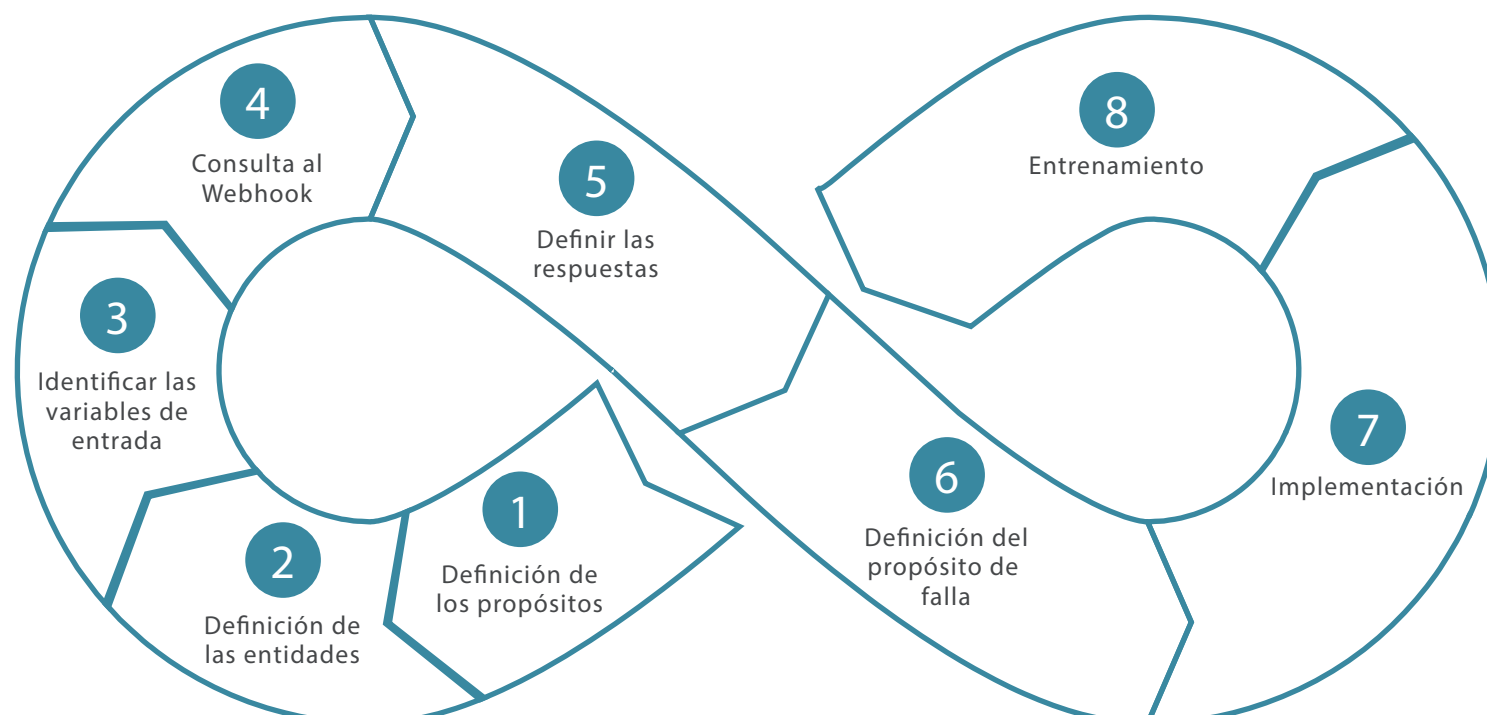 1
Definición de
los propósitos
2
Definición de
las entidades
3
Identificar las
variables de
entrada
4
Consulta al
Webhook
5
Definir las
respuestas
6
Definición del
propósito de
falla
7
Implementación
8
Entrenamiento